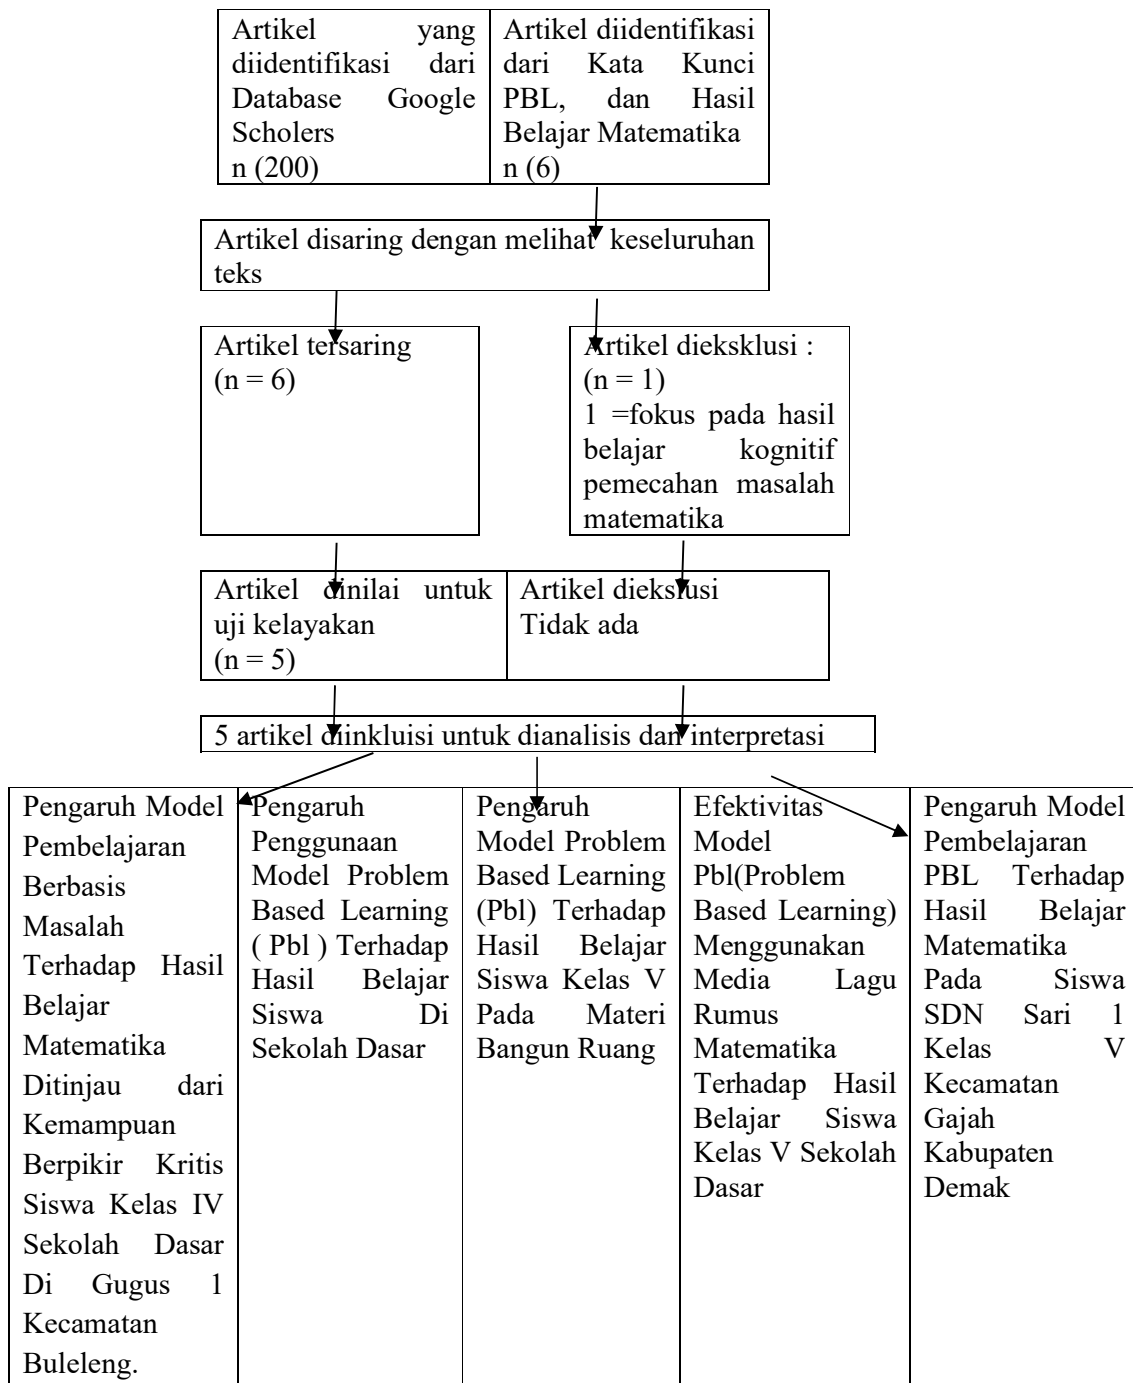 Artikel yang
diidentifikasi dari
Database Google
Scholers
n (200)
Artikel diidentifikasi
dari Kata Kunci
PBL, dan Hasil
Belajar Matematika
n (6)
Artikel disaring dengan melihat keseluruhan
teks
Artikel tersaring
(n = 6)
Artikel dieksklusi :
(n = 1)
1 =fokus pada hasil
belajar kognitif
pemecahan masalah
matematika
Artikel dinilai untuk
uji kelayakan
(n = 5)
Artikel diekslusi
Tidak ada
5 artikel diinkluisi untuk dianalisis dan interpretasi
Pengaruh Model
Pembelajaran
Berbasis
Masalah
Terhadap Hasil
Belajar
Matematika
Ditinjau dari
Kemampuan
Berpikir Kritis
Siswa Kelas IV
Sekolah Dasar
Di Gugus 1
Kecamatan
Buleleng.
Pengaruh
Penggunaan
Model Problem
Based Learning
( Pbl ) Terhadap
Hasil Belajar
Siswa Di
Sekolah Dasar
Pengaruh
Model Problem
Based Learning
(Pbl) Terhadap
Hasil Belajar
Siswa Kelas V
Pada Materi
Bangun Ruang
Efektivitas
Model
Pbl(Problem
Based Learning)
Menggunakan
Media Lagu
Rumus
Matematika
Terhadap Hasil
Belajar Siswa
Kelas V Sekolah
Dasar
Pengaruh Model
Pembelajaran
PBL Terhadap
Hasil Belajar
Matematika
Pada Siswa
SDN Sari 1
Kelas V
Kecamatan
Gajah
Kabupaten
Demak